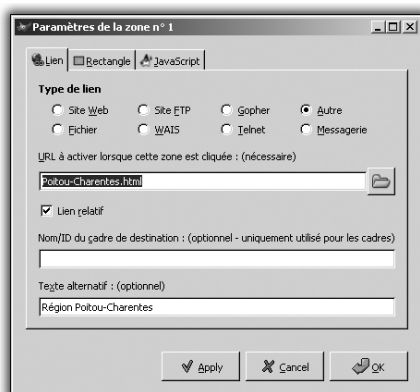 Paramètres de la zone n° 1
Lien Rectangle JavaScript
Type de lien
Site Web Site FTP Gopher Autre
Fichier WAIS Telnet Messagerie
URL à activer lorsque cette zone est cliquée : (nécessaire)
Poitou-Charentes.html
Lien relatif
Nom/ID du cadre de destination : (optionnel - uniquement utilisé pour les cadres)
Texte alternatif : (optionnel)
Région Poitou-Charentes
Apply Cancel OK